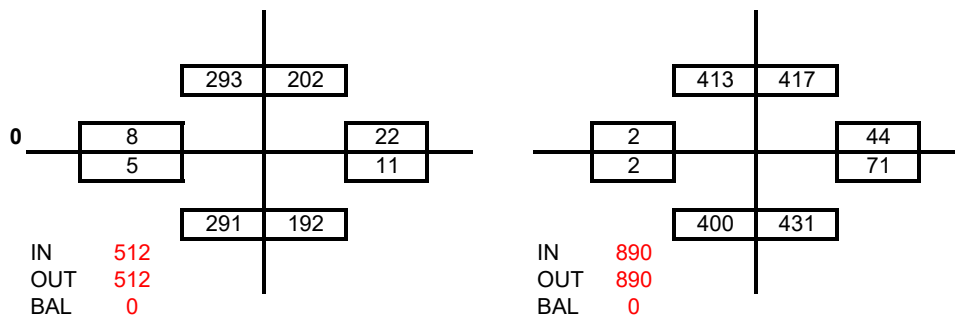 293 202 413 417
0 8 22 2 44
5 11 2 71
291 192 400 431
IN 512 IN 890
OUT 512 OUT 890
BAL 0 BAL 0